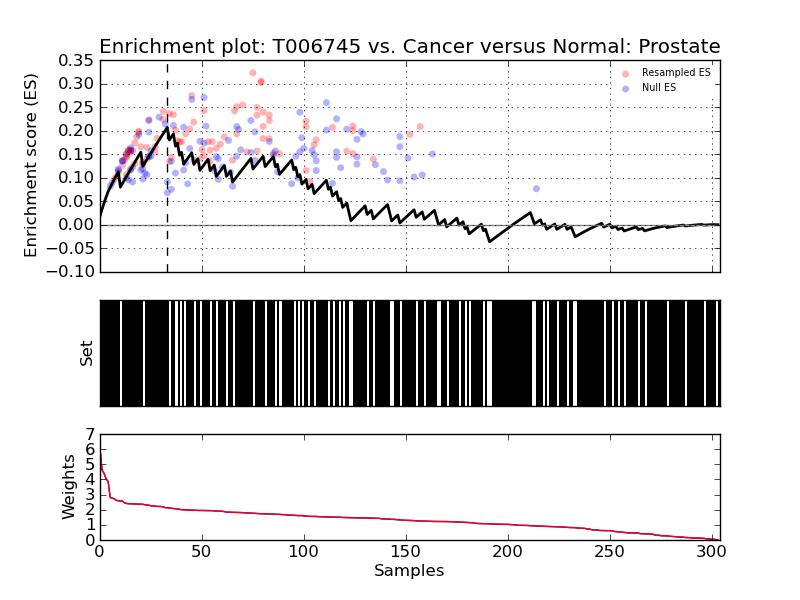 Enrichment plot: T006745 vs. Cancer versus Normal: Prostate
Enrichment score (ES)
0.35
0.30
0.25
0.20
0.15
0.10
0.05
0.00
−0.05
−0.10
Resampled ES
Null ES
Set
Weights
7
6
5
4
3
2
1
0
0 50 100 150 200 250 300
Samples